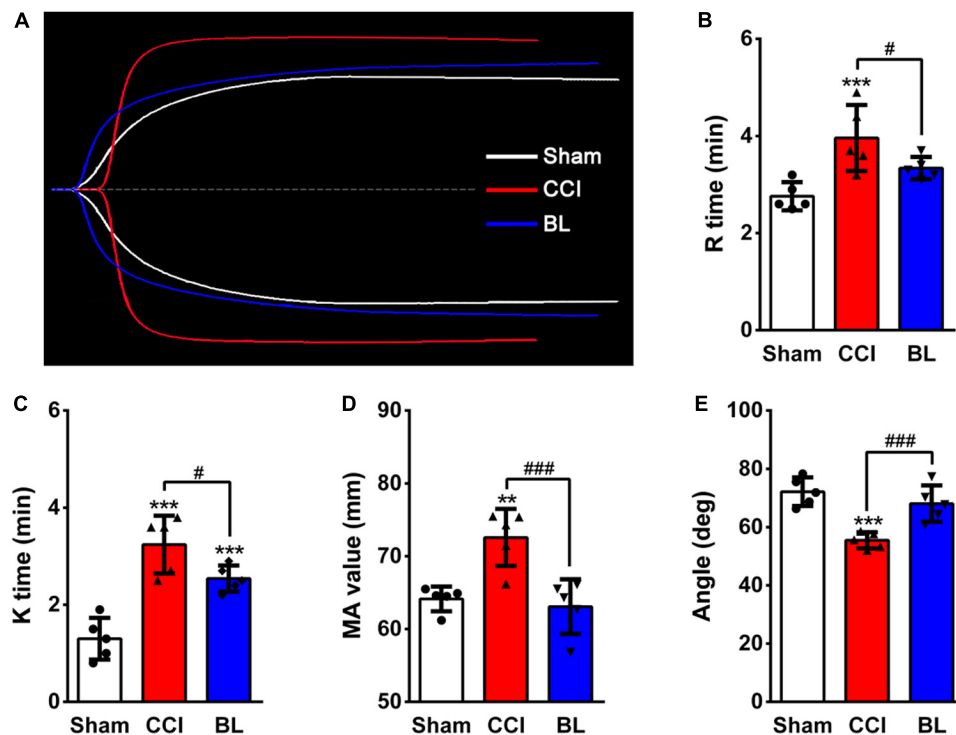 A
Sham
CCI
BL
B
R time (min)
6
4
2
0
#
***
Sham CCI BL
C
K time (min)
6
4
2
0
#
***
***
Sham CCI BL
D
MA value (mm)
90
80
70
60
50
###
**
Sham CCI BL
E
Angle (deg)
100
80
60
40
20
0
###
***
Sham CCI BL